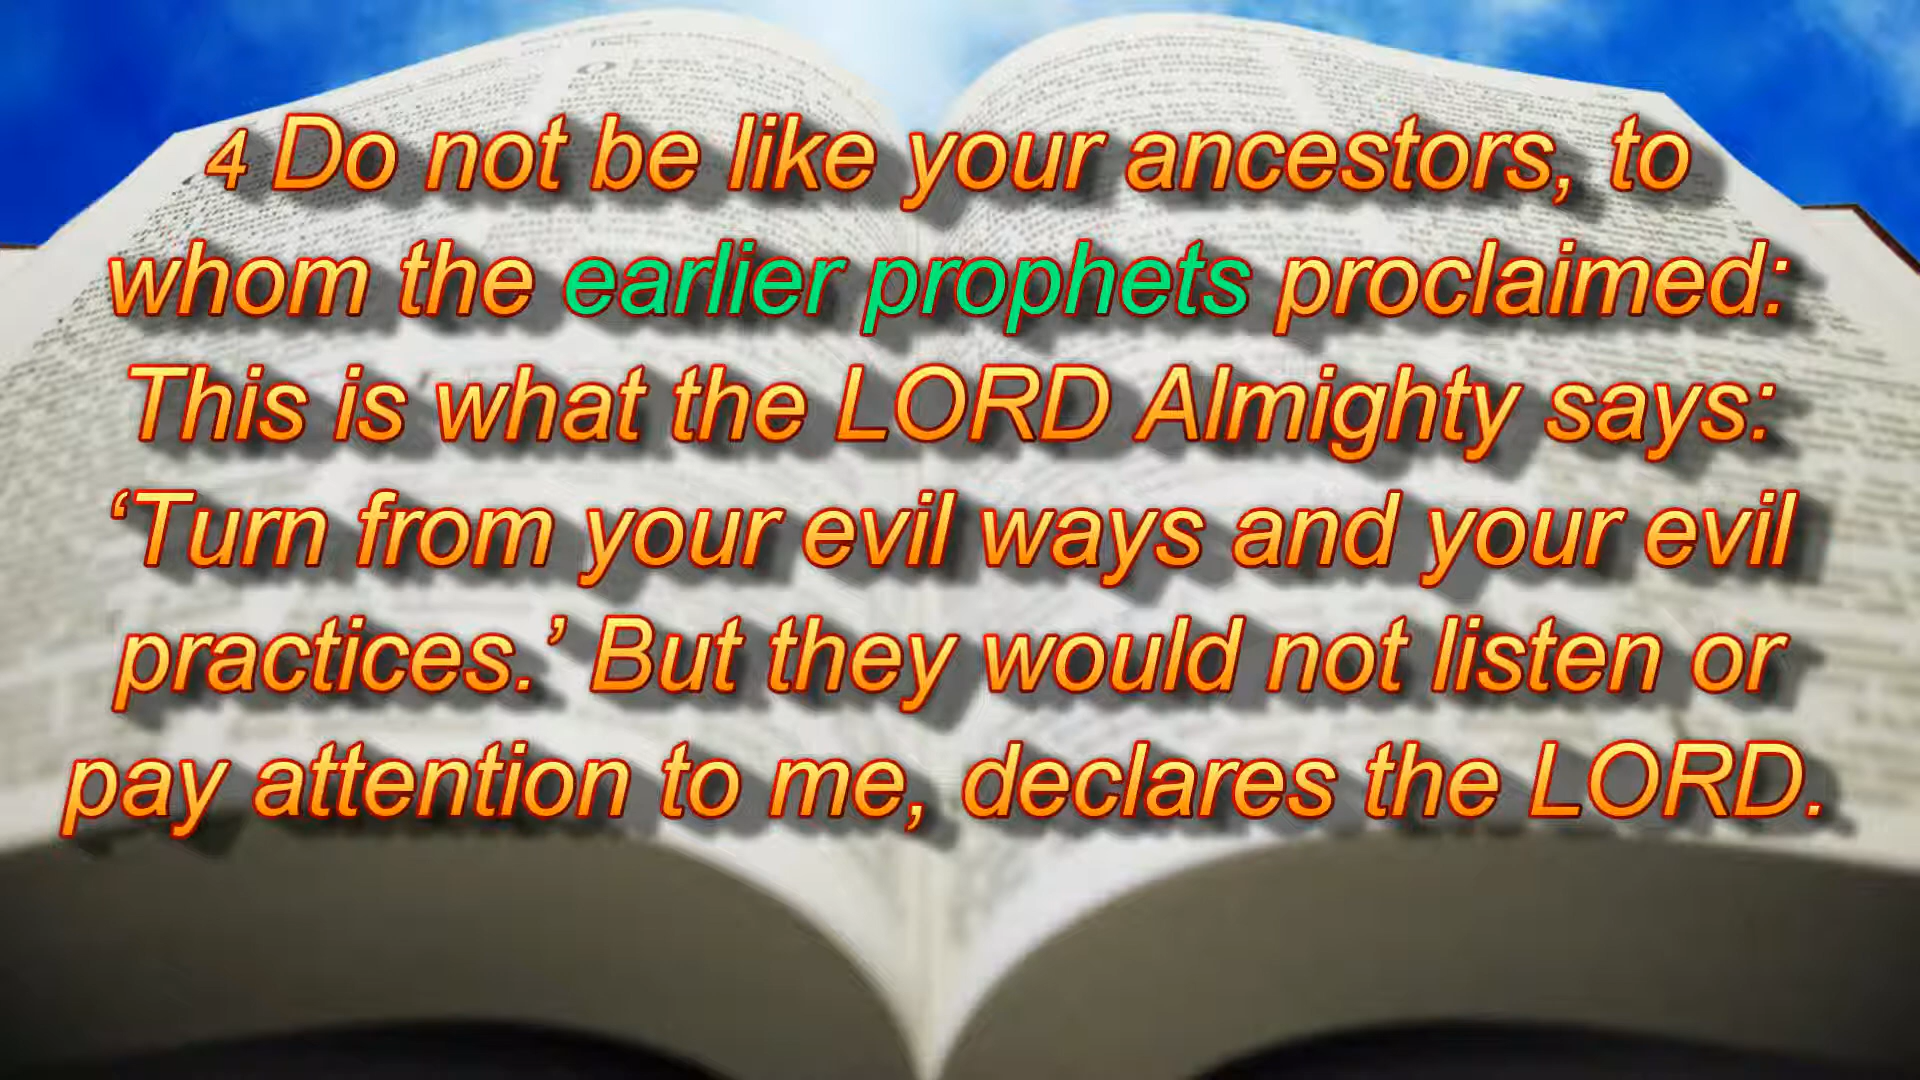 4 Do not be like your ancestors, to
whom the earlier prophets proclaimed:
This is what the LORD Almighty says:
‘Turn from your evil ways and your evil
practices.’ But they would not listen or
pay attention to me, declares the LORD.